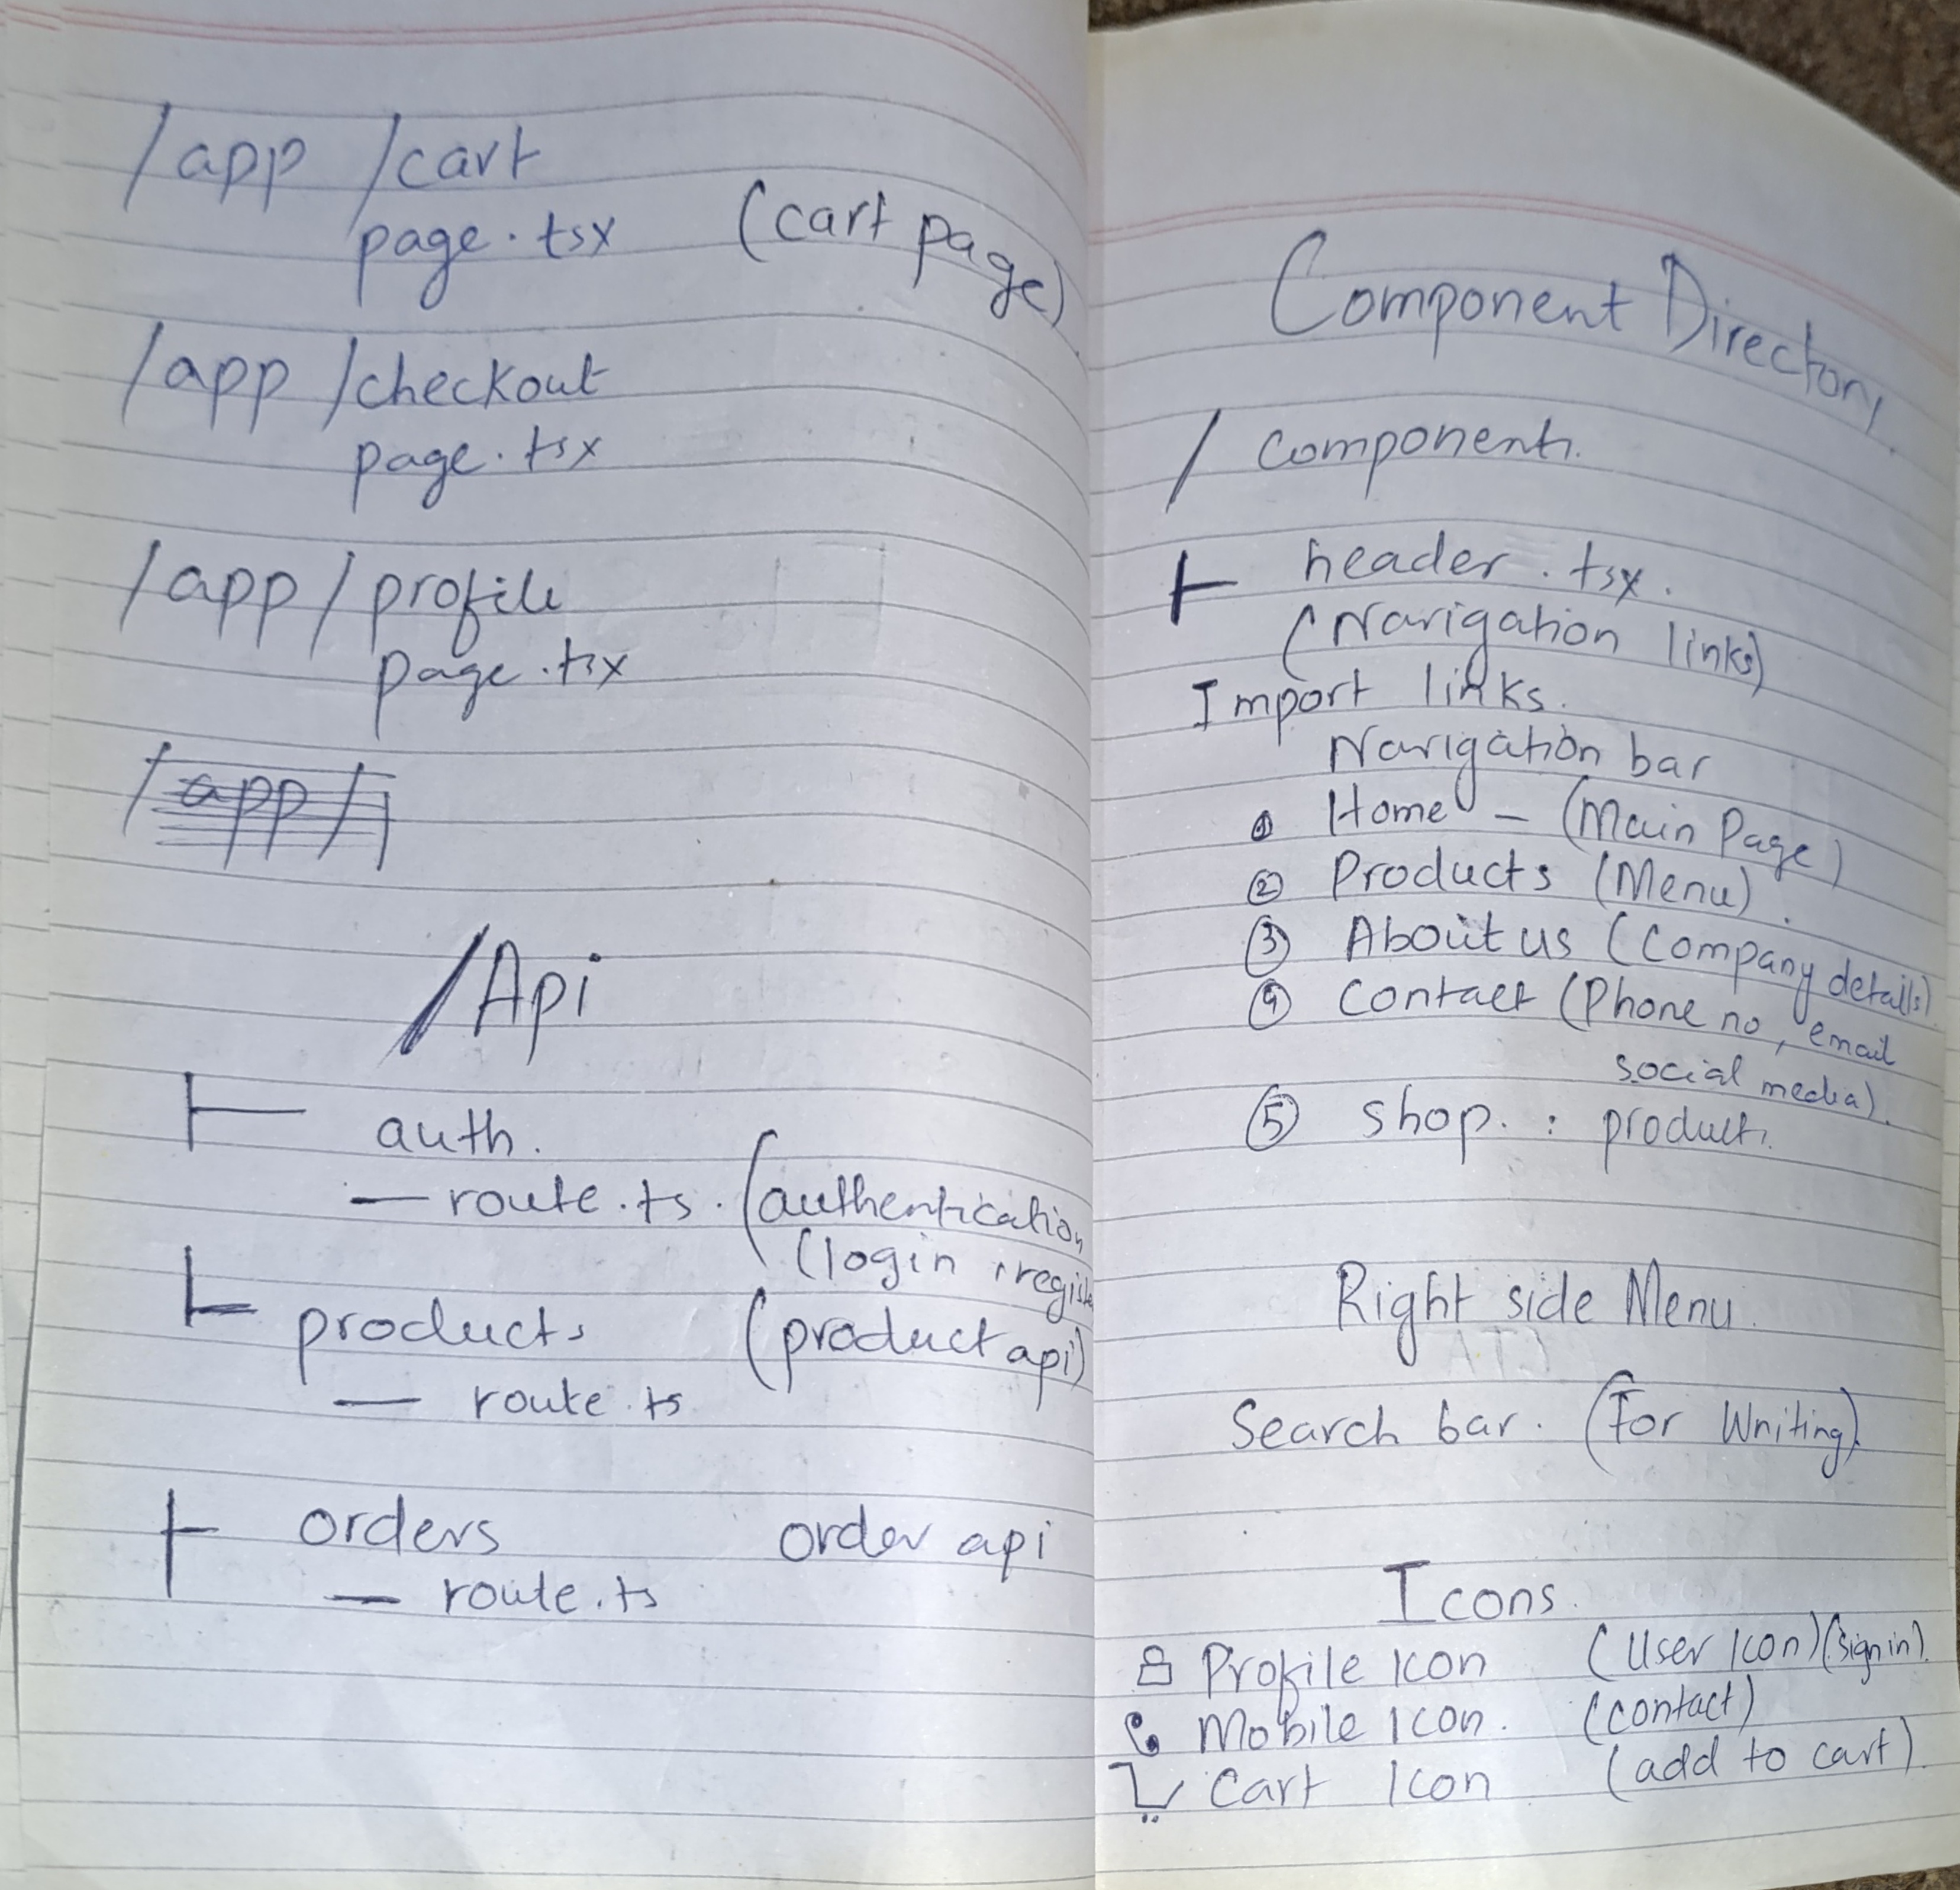 /app /cart
page.tsx (cart page)
/app /checkout
page.tsx
/app / profile
page.tsx
/app/
/Api
auth.
— route.ts. (authentication
(login, regist
products (product api)
— route.ts
orders order api
— route.ts
Component Directory
/ components.
header.tsx.
(Navigation links)
Import links.
Navigation bar
① Home – (Main Page)
② Products (Menu).
③ About us (Company details)
④ Contact (Phone no, email
social media).
⑤ shop. : products.
Right side Menu.
Search bar. (For Writing).
Icons.
Profile Icon (User Icon) (sign in).
Mobile Icon. (contact)
Cart Icon (add to cart).